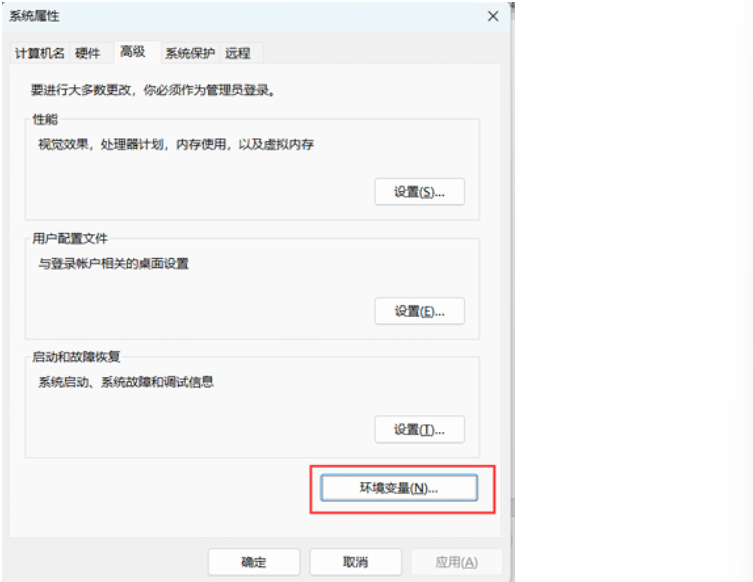 系统属性
计算机名 硬件 高级 系统保护 远程
要进行大多数更改，你必须作为管理员登录。
性能
视觉效果，处理器计划，内存使用，以及虚拟内存
设置(S)...
用户配置文件
与登录帐户相关的桌面设置
设置(E)...
启动和故障恢复
系统启动、系统故障和调试信息
设置(T)...
环境变量(N)...
确定 取消 应用(A)